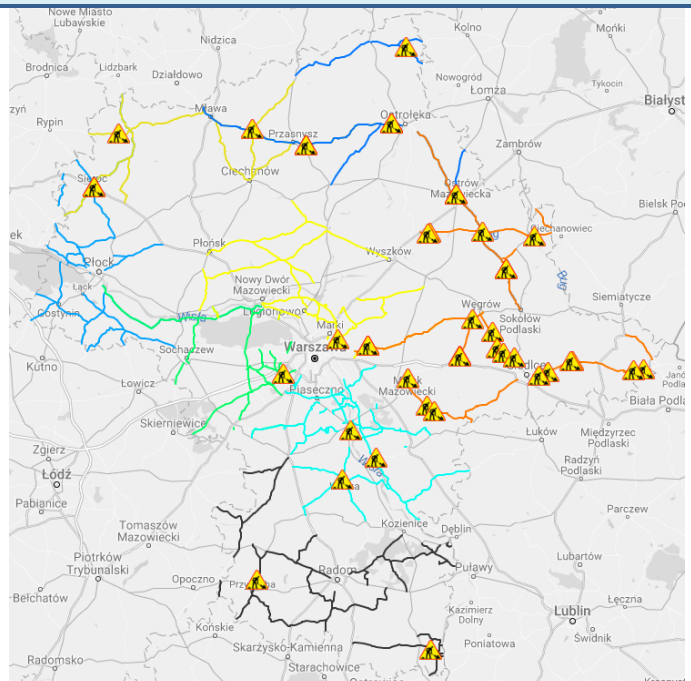 Nowe Miasto
Lubawskie
Nidzica
Kolno
Mońki
Brodnica
Lidzbark
Działdowo
Nowogród
Tykocin
Łomża
Rypin
Mława
Przasnysz
Ostrołęka
Białyst
Zambrów
Ciechanów
Ostrów
Mazowiecka
Bielsk Po
Ciechanowiec
Płońsk
Wyszków
Płock
Łąck
Nowy Dwór
Mazowiecki
Siemiatycze
Węgrów
Gostynin
Wisła
Legionowo
Sokołów
Podlaski
Marki
Sochaczew
Warszawa
Kutno
Łowicz
Piaseczno
Mazowiecki
Biała Podla
Skierniewice
Łuków
Międzyrzec
Podlaski
Zgierz
Radzyń
Podlaski
Łódź
Pabianice
Kozienice
Dęblin
Parczew
Tomaszów
Mazowiecki
Piotrków
Trybunalski
Radom
Opoczno
Puławy
Lubartów
Bełchatów
Kazimierz
Dolny
Łęczna
Lublin
Końskie
Poniatowa
Świdnik
Skarżysko-Kamienna
Radomsko
Starachowice